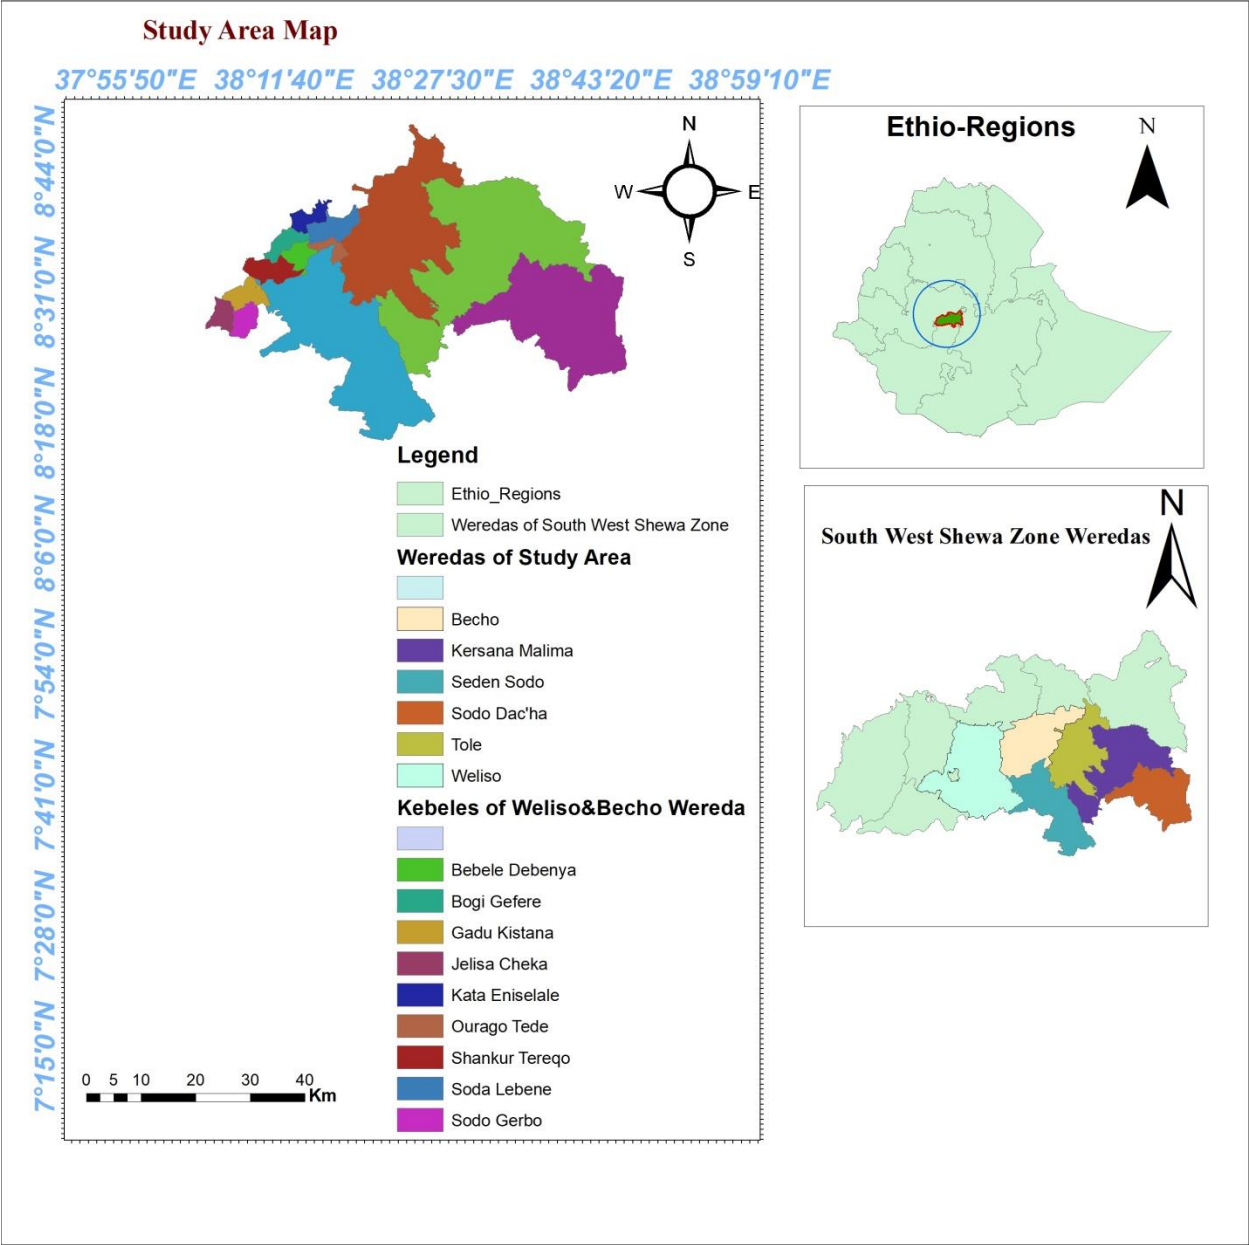 Study Area Map
37°55'50"E 38°11'40"E 38°27'30"E 38°43'20"E 38°59'10"E
8°44'0"N
8°31'0"N
8°18'0"N
8°6'0"N
7°54'0"N
7°41'0"N
7°28'0"N
7°15'0"N
N
W E
S
Legend
Ethio_Regions
Weredas of South West Shewa Zone
Weredas of Study Area
Becho
Kersana Malima
Seden Sodo
Sodo Dac'ha
Tole
Weliso
Kebeles of Weliso&Becho Wereda
Bebele Debenya
Bogi Gefere
Gadu Kistana
Jelisa Cheka
Kata Eniselale
Ourago Tede
Shankur Tereqo
Soda Lebene
Sodo Gerbo
0 5 10 20 30 40
Km
Ethio-Regions
N
N
South West Shewa Zone Weredas